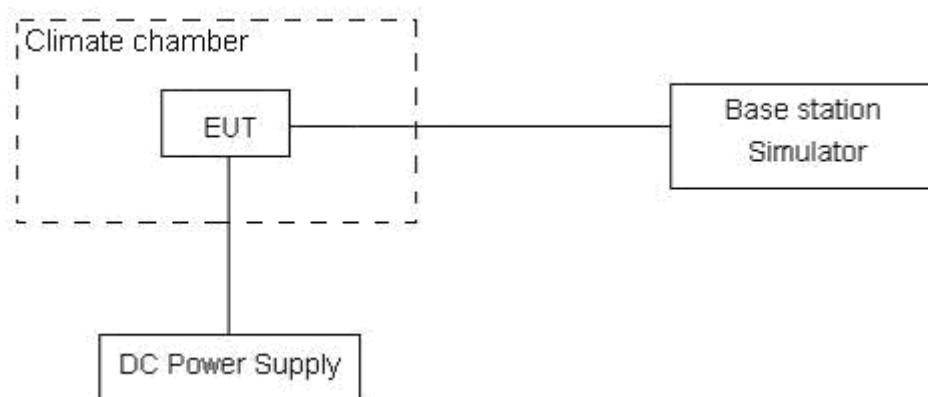 Climate chamber
EUT
Base station
Simulator
DC Power Supply